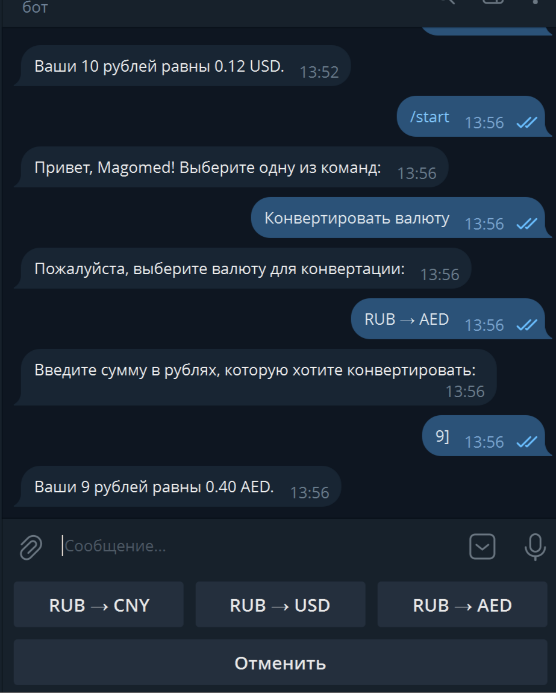 бот
Ваши 10 рублей равны 0.12 USD. 13:52
/start 13:56
Привет, Magomed! Выберите одну из команд: 13:56
Конвертировать валюту 13:56
Пожалуйста, выберите валюту для конвертации: 13:56
RUB → AED 13:56
Введите сумму в рублях, которую хотите конвертировать:
13:56
9] 13:56
Ваши 9 рублей равны 0.40 AED. 13:56
Сообщение...
RUB → CNY RUB → USD RUB → AED
Отменить